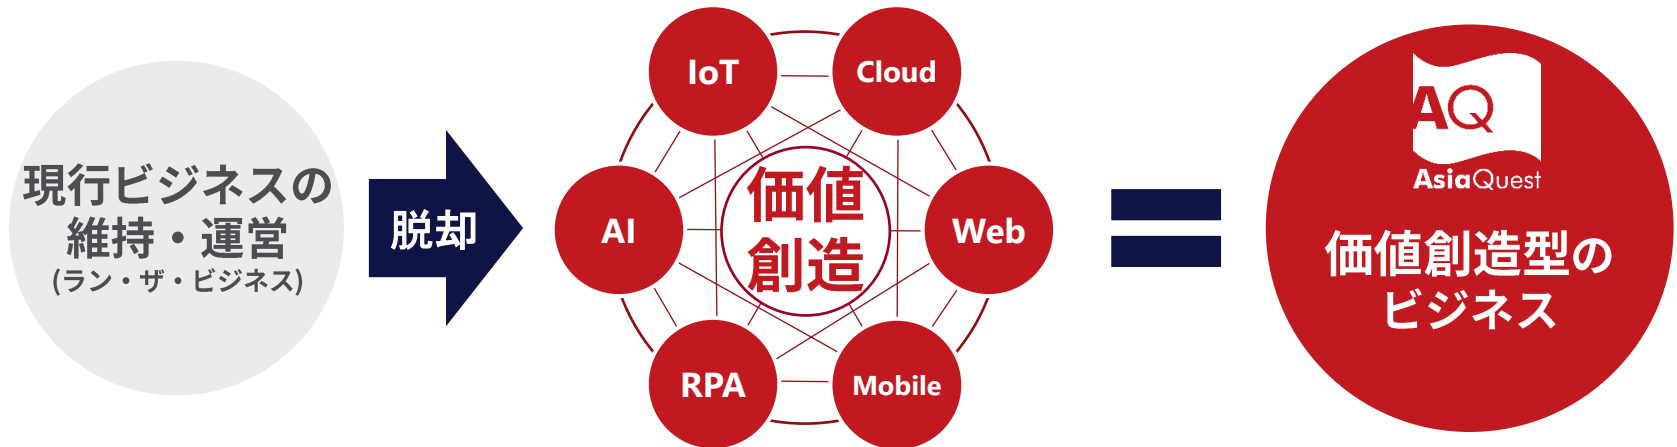 現行ビジネスの
維持・運営
(ラン・ザ・ビジネス)
脱却
IoT
Cloud
AI
価値
創造
Web
RPA
Mobile
AQ
AsiaQuest
価値創造型の
ビジネス